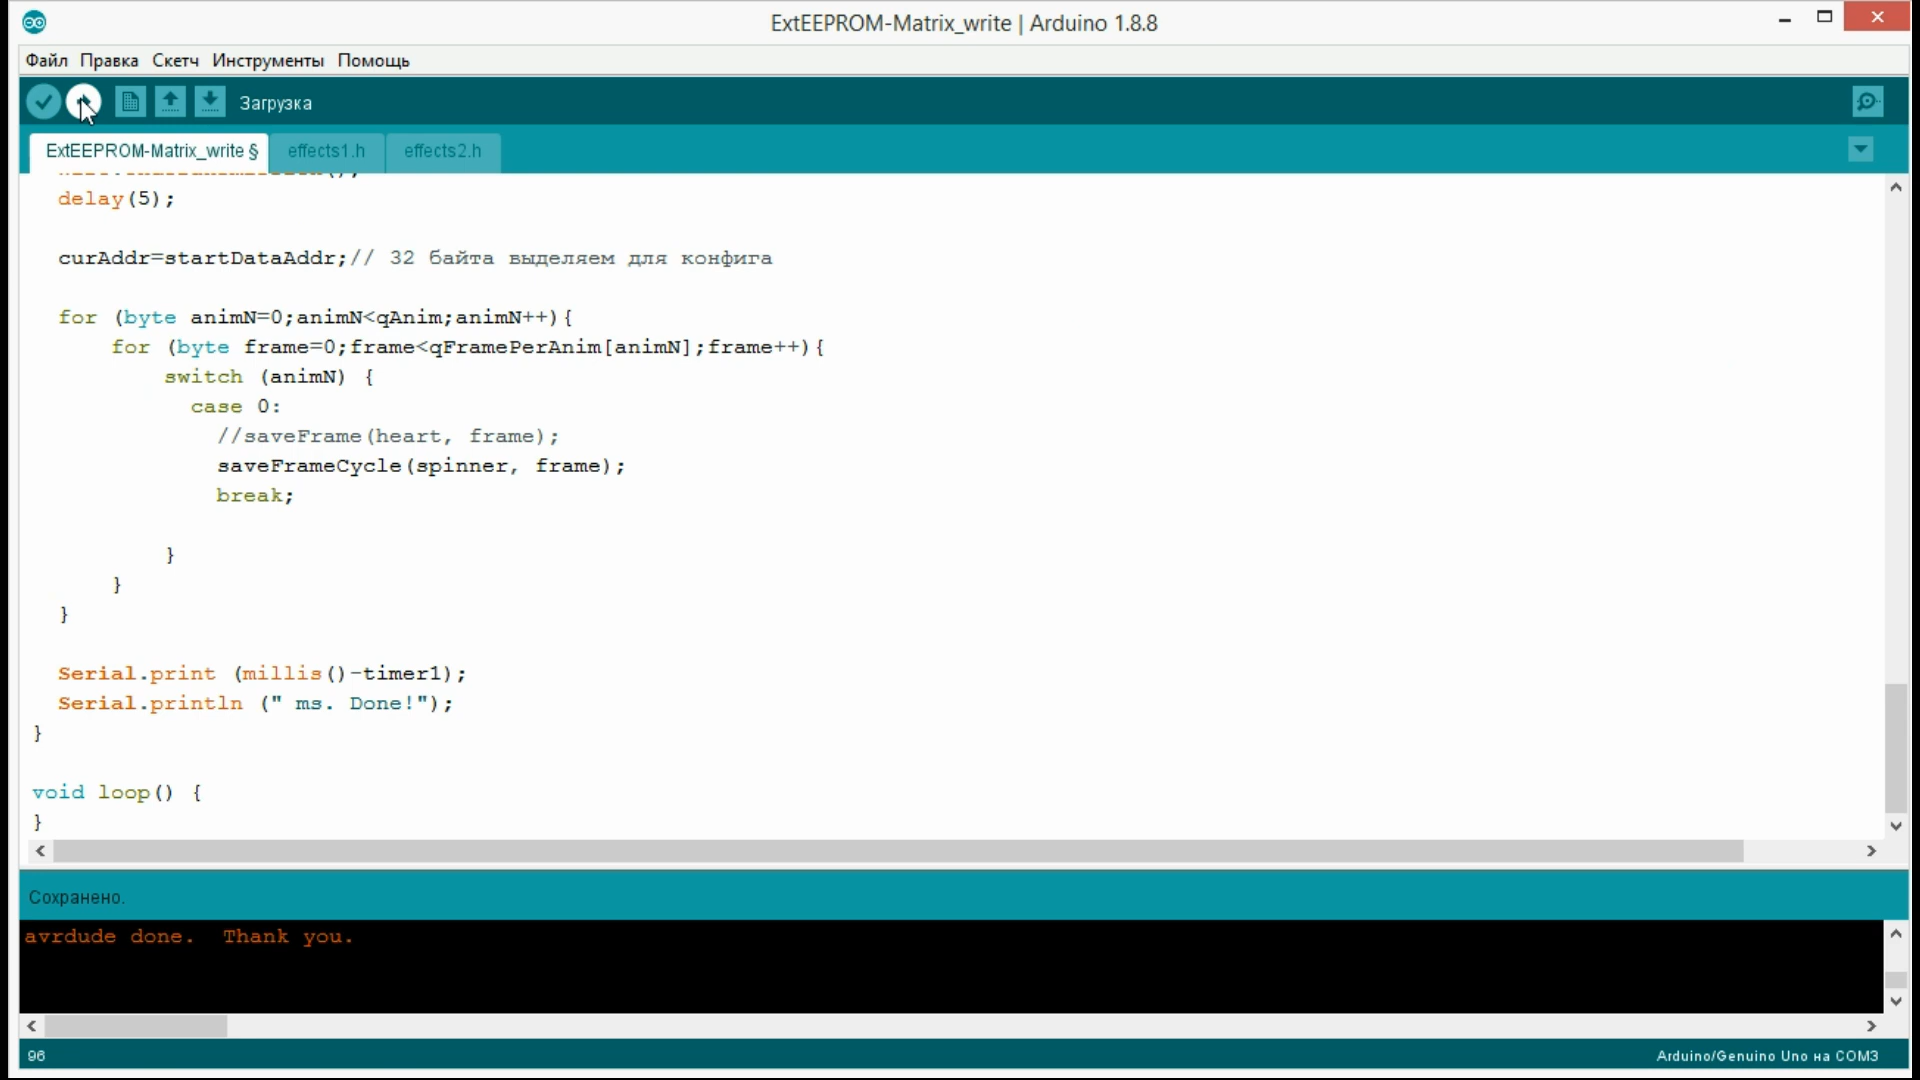 ExtEEPROM-Matrix_write | Arduino 1.8.8
Файл Правка Скетч Инструменты Помощь
Загрузка
ExtEEPROM-Matrix_write § effects1.h effects2.h
delay(5);
curAddr=startDataAddr;// 32 байта выделяем для конфига
for (byte animN=0;animN<qAnim;animN++){
for (byte frame=0;frame<qFramePerAnim[animN];frame++){
switch (animN) {
case 0:
//saveFrame(heart, frame);
saveFrameCycle(spinner, frame);
break;
}
}
}
Serial.print (millis()-timer1);
Serial.println (" ms. Done!");
}
void loop() {
}
Сохранено.
avrdude done.  Thank you.
96 Arduino/Genuino Uno на COM3